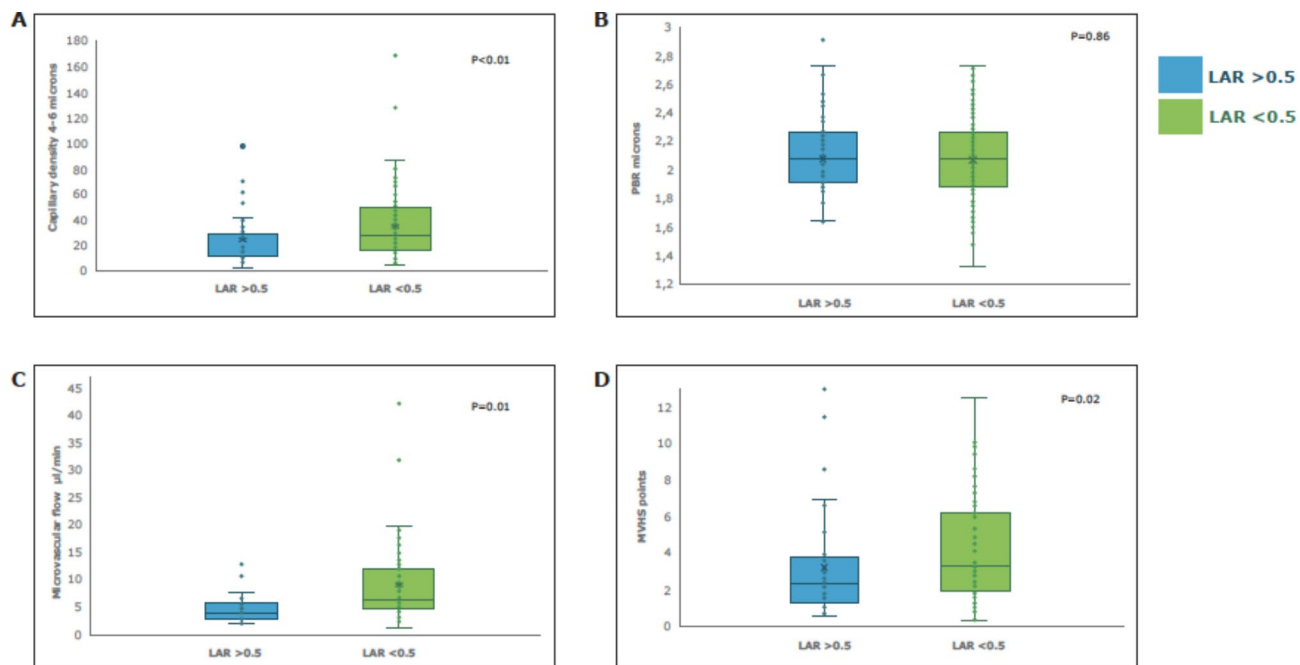 A
Capillary density 4-6 microns
180
160
140
120
100
80
60
40
20
0
P<0.01
LAR >0.5 LAR <0.5
B
PBR microns
3
2,8
2,6
2,4
2,2
2
1,8
1,6
1,4
1,2
P=0.86
LAR >0.5 LAR <0.5
LAR >0.5
LAR <0.5
C
Microvascular flow µl/min
45
40
35
30
25
20
15
10
5
0
P=0.01
LAR >0.5 LAR <0.5
D
MVHS points
12
10
8
6
4
2
0
P=0.02
LAR >0.5 LAR <0.5